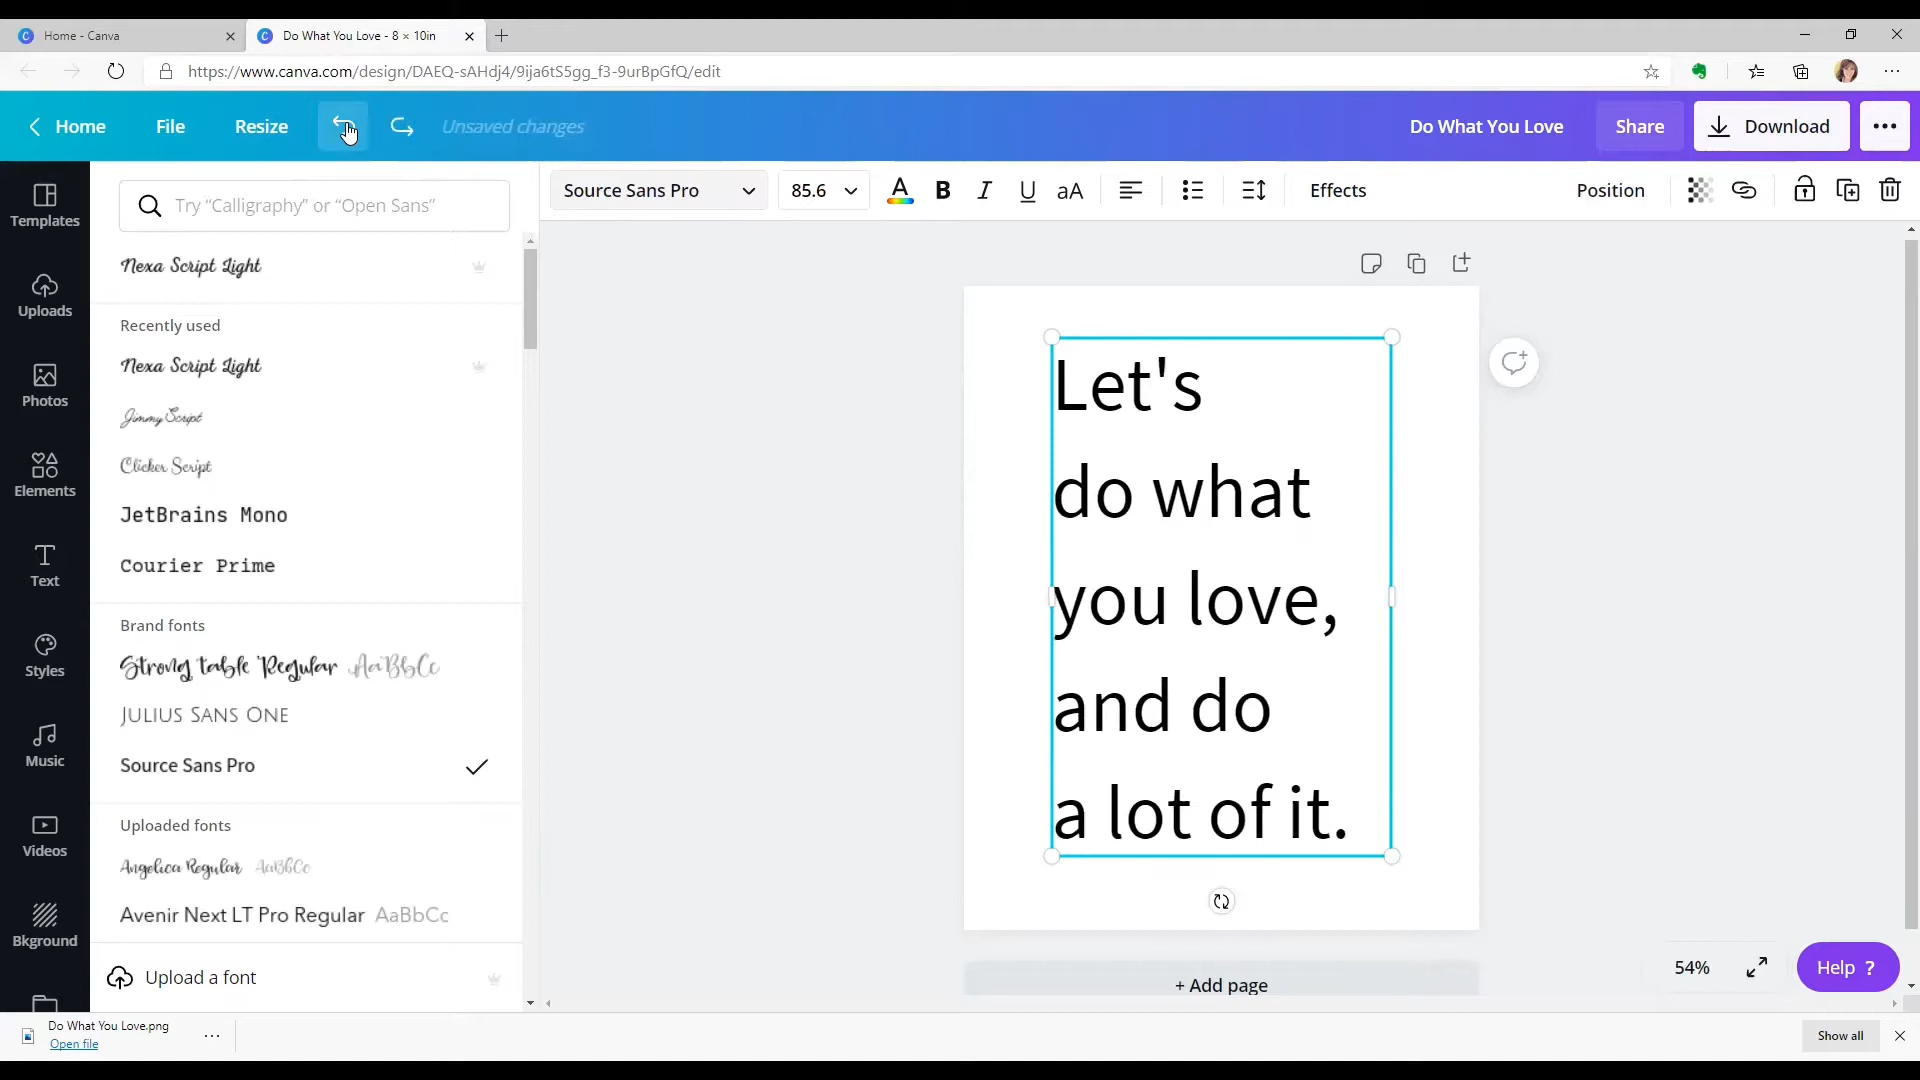 Home - Canva
Do What You Love - 8 × 10in
https://www.canva.com/design/DAEQ-sAHdj4/9ija6tS5gg_f3-9urBpGfQ/edit
Home
File
Resize
Unsaved changes
Do What You Love
Share
Download
Try “Calligraphy” or “Open Sans”
Source Sans Pro
85.6
A
B
I
U
aA
Effects
Position
Templates
Uploads
Photos
Elements
Text
Styles
Music
Videos
Bkground
Nexa Script Light
Recently used
Nexa Script Light
Jimmy Script
Clicker Script
JetBrains Mono
Courier Prime
Brand fonts
Strong table Regular AaBbCc
Julius Sans One
Source Sans Pro
Uploaded fonts
Angelica Regular AaBbCc
Avenir Next LT Pro Regular AaBbCc
Upload a font
Let's
do what
you love,
and do
a lot of it.
+ Add page
54%
Help ?
Do What You Love.png
Open file
Show all